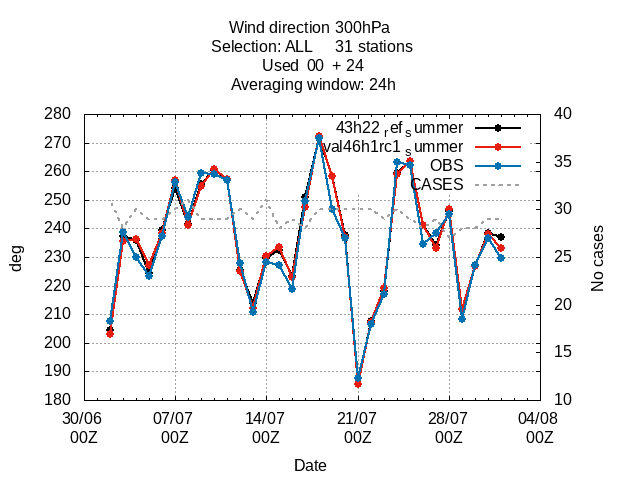 Wind direction 300hPa
Selection: ALL 31 stations
Used 00 + 24
Averaging window: 24h
280
270
260
250
240
230
220
210
200
190
180
deg
40
35
30
25
20
15
10
No cases
43h22_ref_summer
val46h1rc1_summer
OBS
CASES
30/06 07/07 14/07 21/07 28/07 04/08
00Z 00Z 00Z 00Z 00Z 00Z
Date